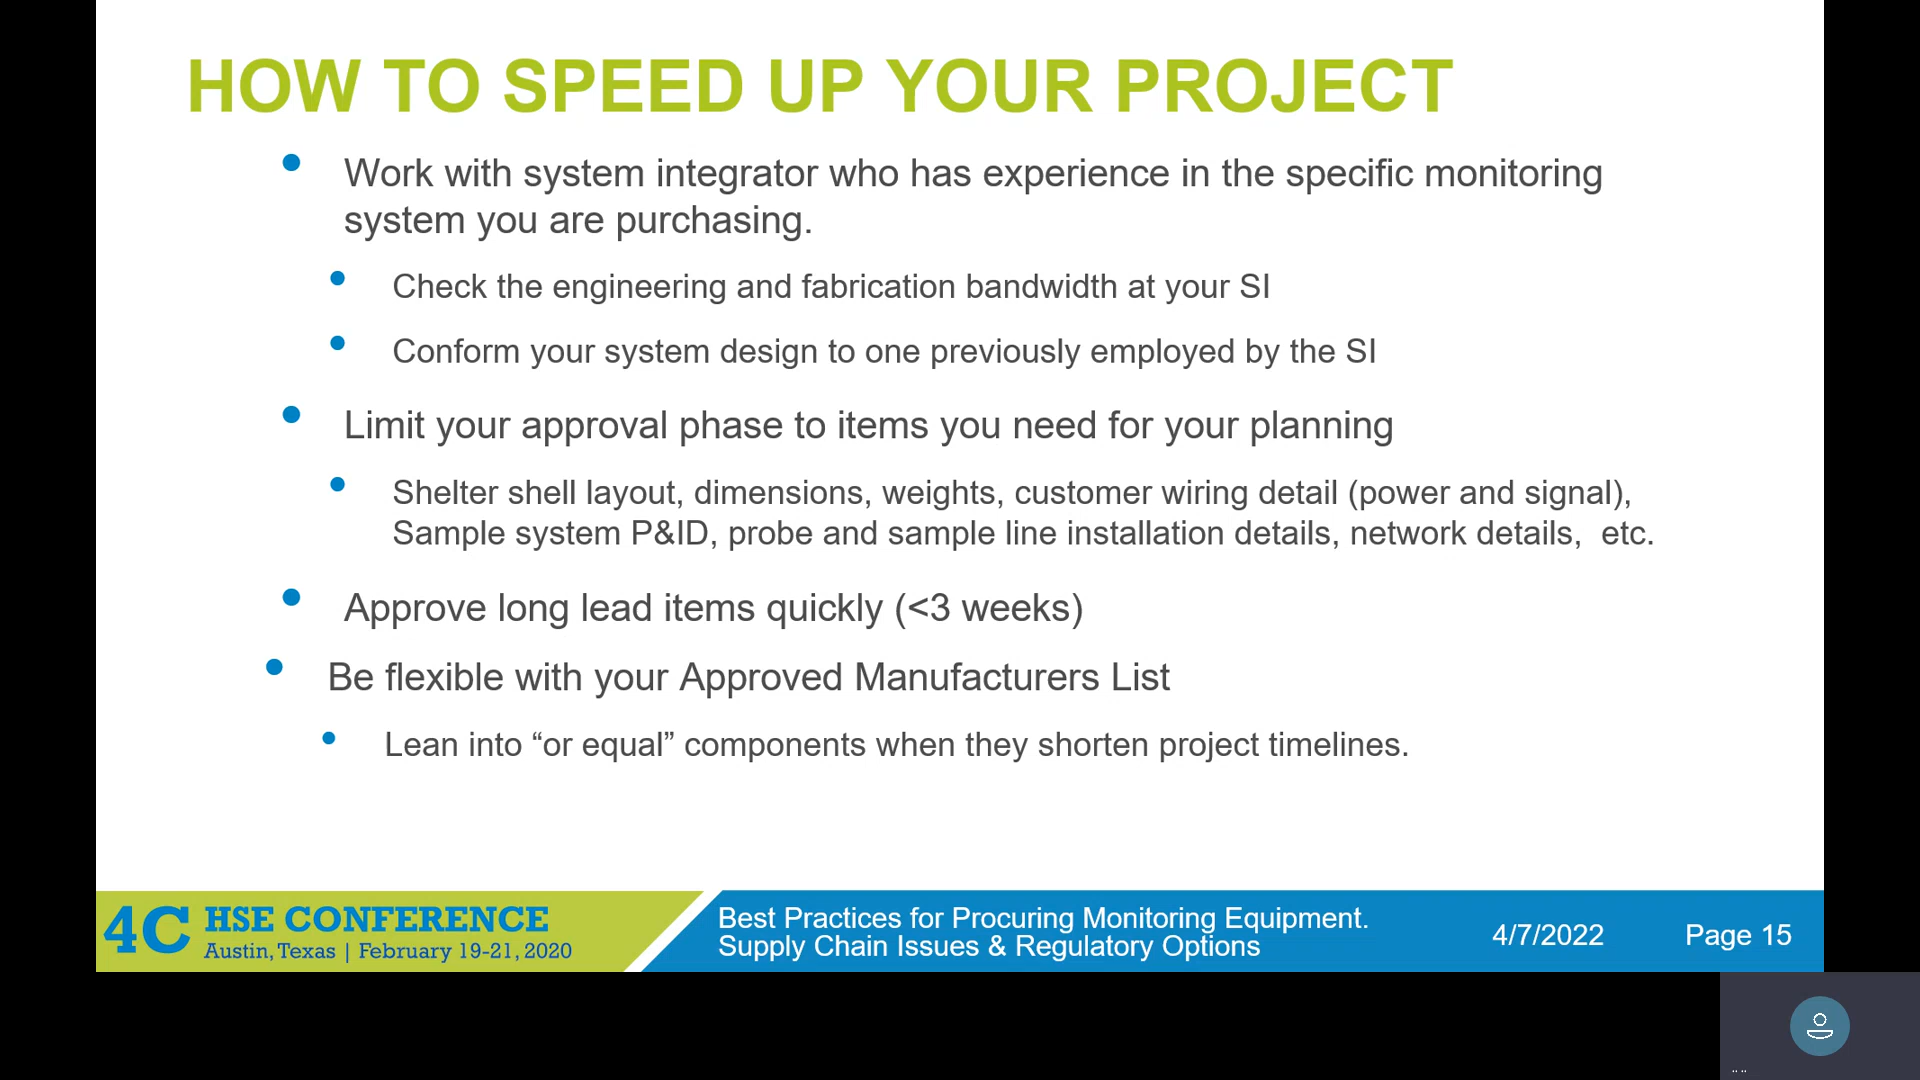 HOW TO SPEED UP YOUR PROJECT
Work with system integrator who has experience in the specific monitoring
system you are purchasing.
Check the engineering and fabrication bandwidth at your SI
Conform your system design to one previously employed by the SI
Limit your approval phase to items you need for your planning
Shelter shell layout, dimensions, weights, customer wiring detail (power and signal),
Sample system P&ID, probe and sample line installation details, network details,  etc.
Approve long lead items quickly (<3 weeks)
Be flexible with your Approved Manufacturers List
Lean into “or equal” components when they shorten project timelines.
4C HSE CONFERENCE
Austin, Texas | February 19-21, 2020
Best Practices for Procuring Monitoring Equipment.
Supply Chain Issues & Regulatory Options
4/7/2022
Page 15